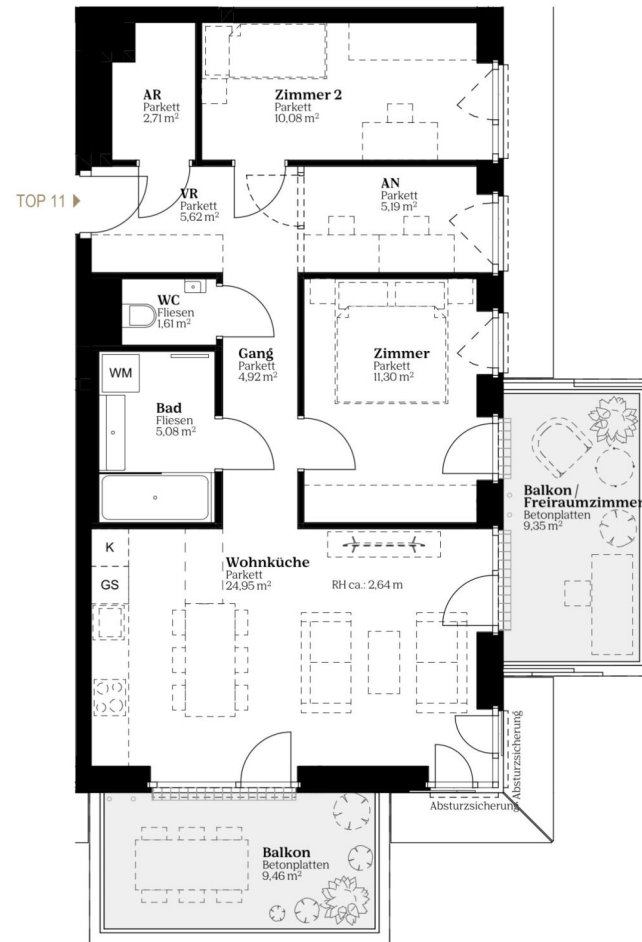 AR
Parkett
2,71 m²
Zimmer 2
Parkett
10,08 m²
TOP 11
VR
Parkett
5,62 m²
AN
Parkett
5,19 m²
WC
Fliesen
1,61 m²
Gang
Parkett
4,92 m²
Zimmer
Parkett
11,30 m²
WM
Bad
Fliesen
5,08 m²
Balkon /
Freiraumzimmer
Betonplatten
9,35 m²
K
GS
Wohnküche
Parkett
24,95 m²
RH ca.: 2,64 m
Absturzsicherung
Absturzsicherung
Balkon
Betonplatten
9,46 m²